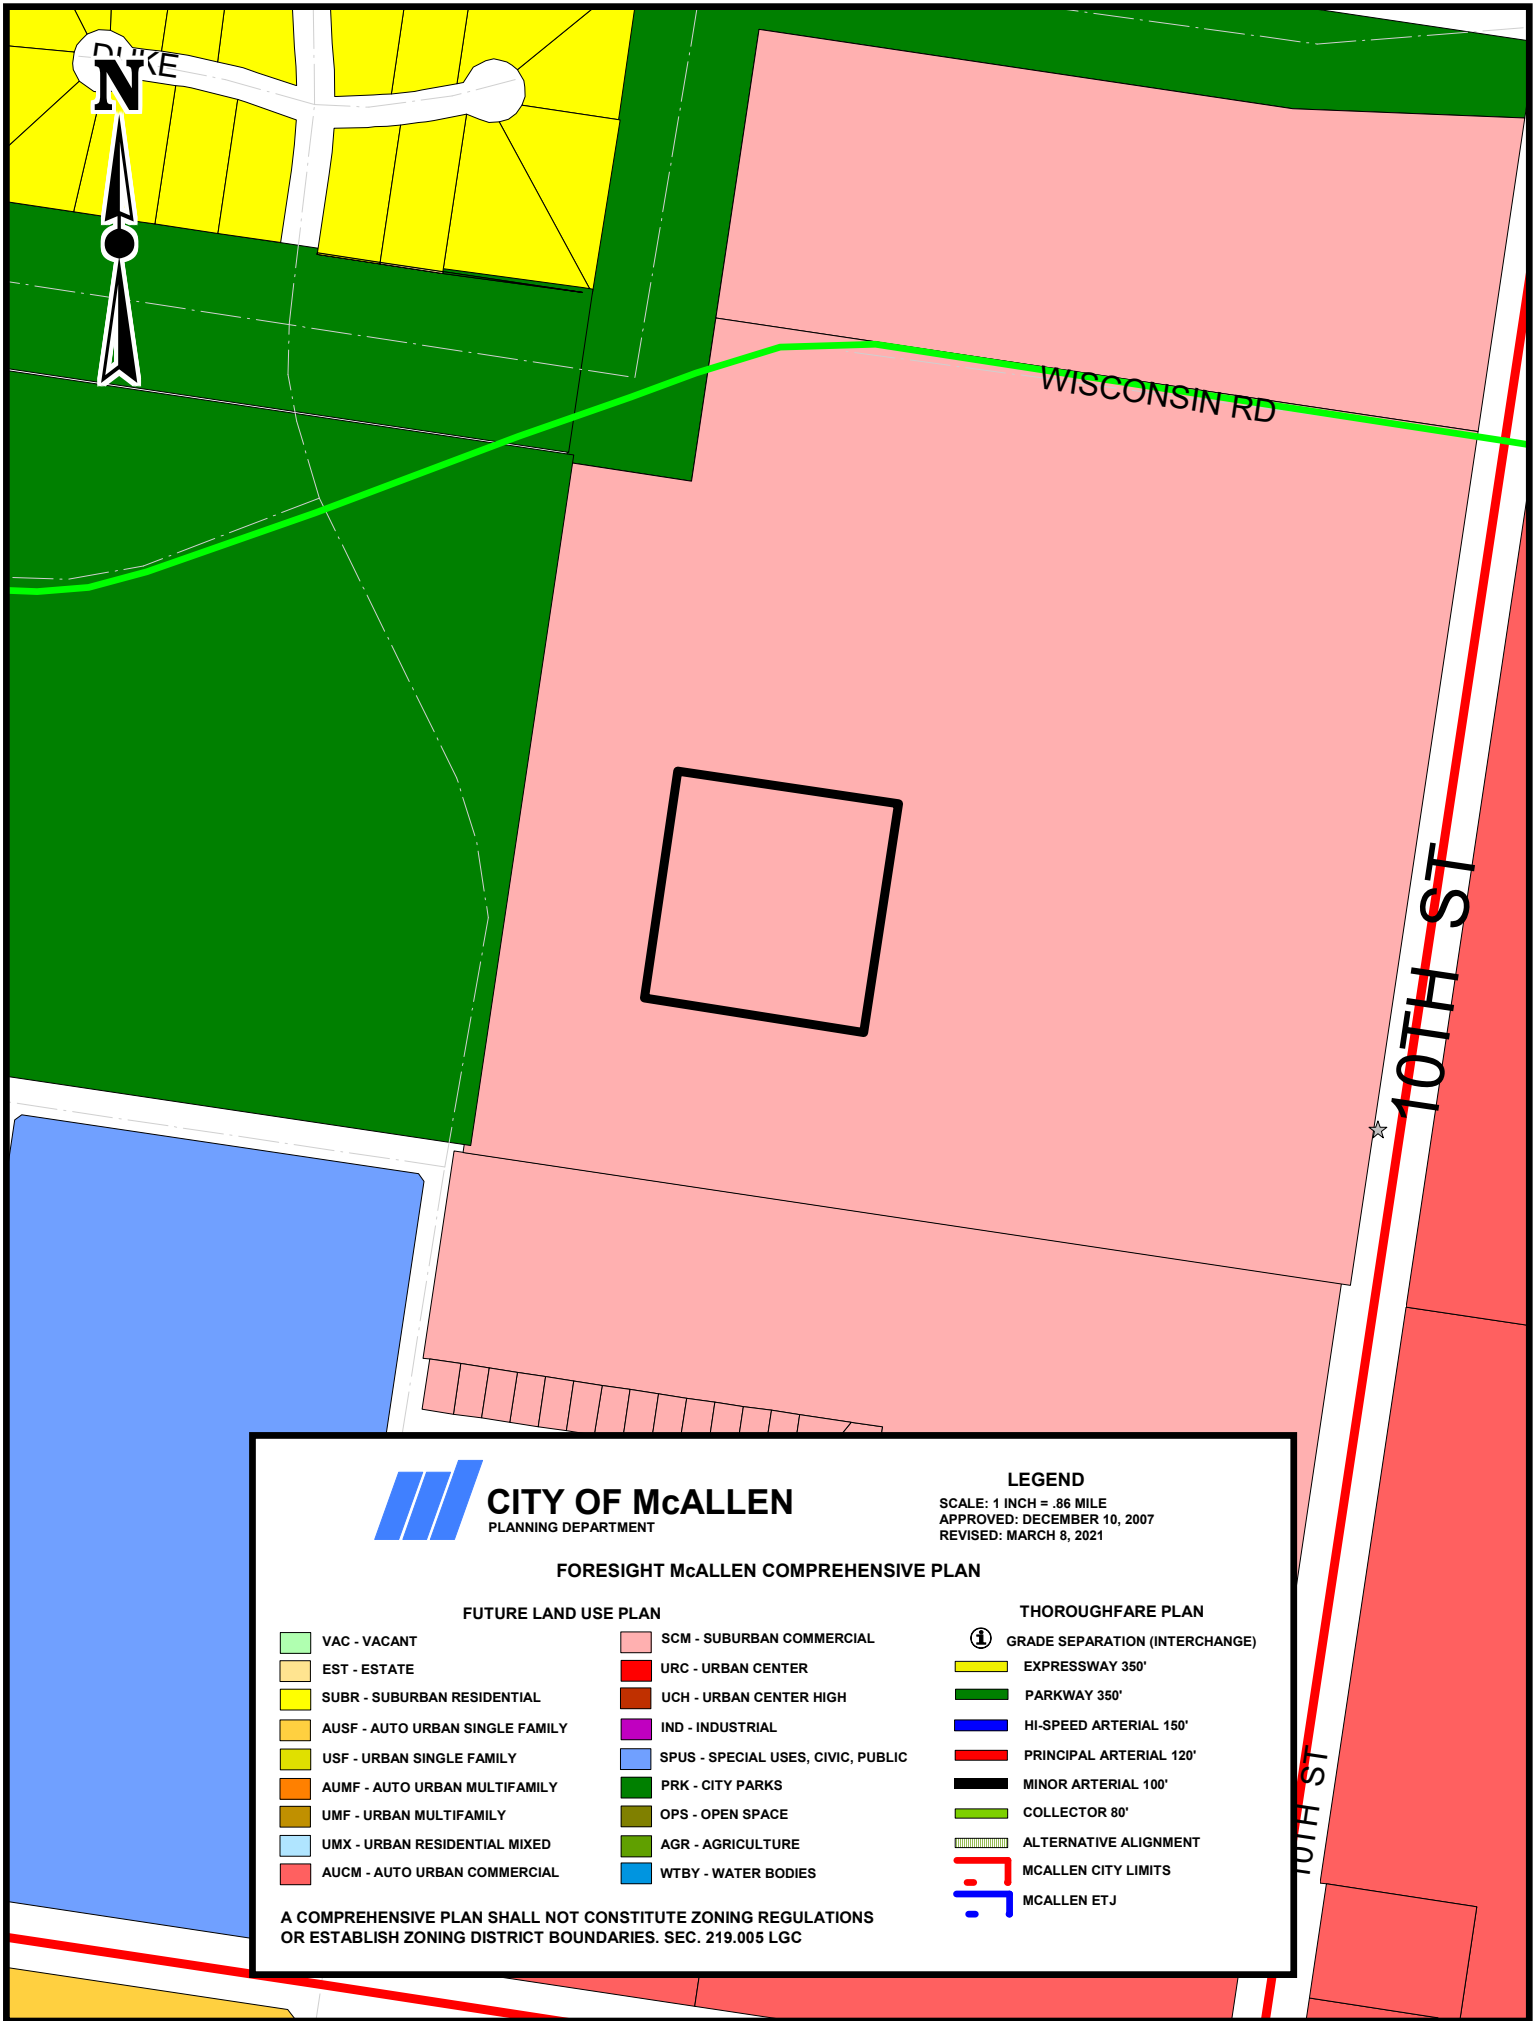 DUKE
N
WISCONSIN RD
10TH ST
CITY OF McALLEN
PLANNING DEPARTMENT
LEGEND
SCALE: 1 INCH = .86 MILE
APPROVED: DECEMBER 10, 2007
REVISED: MARCH 8, 2021
FORESIGHT McALLEN COMPREHENSIVE PLAN
FUTURE LAND USE PLAN
VAC - VACANT
EST - ESTATE
SUBR - SUBURBAN RESIDENTIAL
AUSF - AUTO URBAN SINGLE FAMILY
USF - URBAN SINGLE FAMILY
AUMF - AUTO URBAN MULTIFAMILY
UMF - URBAN MULTIFAMILY
UMX - URBAN RESIDENTIAL MIXED
AUCM - AUTO URBAN COMMERCIAL
SCM - SUBURBAN COMMERCIAL
URC - URBAN CENTER
UCH - URBAN CENTER HIGH
IND - INDUSTRIAL
SPUS - SPECIAL USES, CIVIC, PUBLIC
PRK - CITY PARKS
OPS - OPEN SPACE
AGR - AGRICULTURE
WTBY - WATER BODIES
THOROUGHFARE PLAN
GRADE SEPARATION (INTERCHANGE)
EXPRESSWAY 350'
PARKWAY 350'
HI-SPEED ARTERIAL 150'
PRINCIPAL ARTERIAL 120'
MINOR ARTERIAL 100'
COLLECTOR 80'
ALTERNATIVE ALIGNMENT
MCALLEN CITY LIMITS
MCALLEN ETJ
A COMPREHENSIVE PLAN SHALL NOT CONSTITUTE ZONING REGULATIONS
OR ESTABLISH ZONING DISTRICT BOUNDARIES. SEC. 219.005 LGC
10TH ST